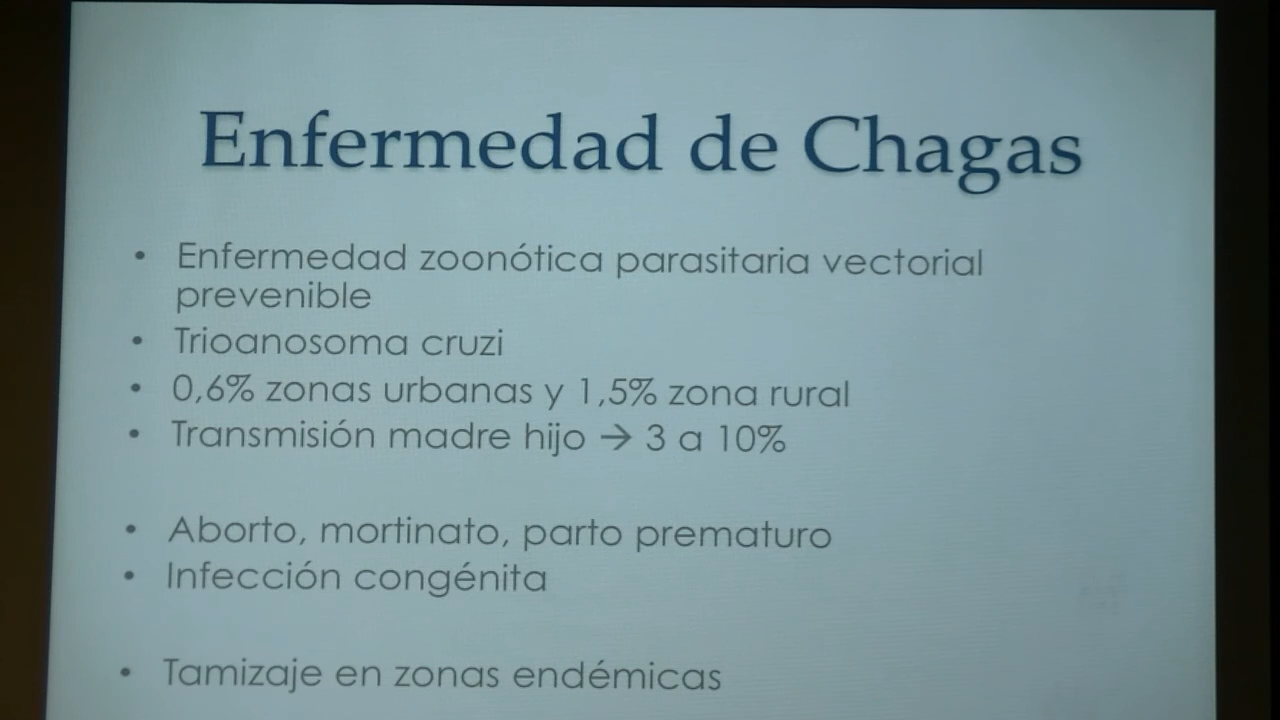 Enfermedad de Chagas
• Enfermedad zoonótica parasitaria vectorial
prevenible
• Trioanosoma cruzi
• 0,6% zonas urbanas y 1,5% zona rural
• Transmisión madre hijo → 3 a 10%
• Aborto, mortinato, parto prematuro
• Infección congénita
• Tamizaje en zonas endémicas